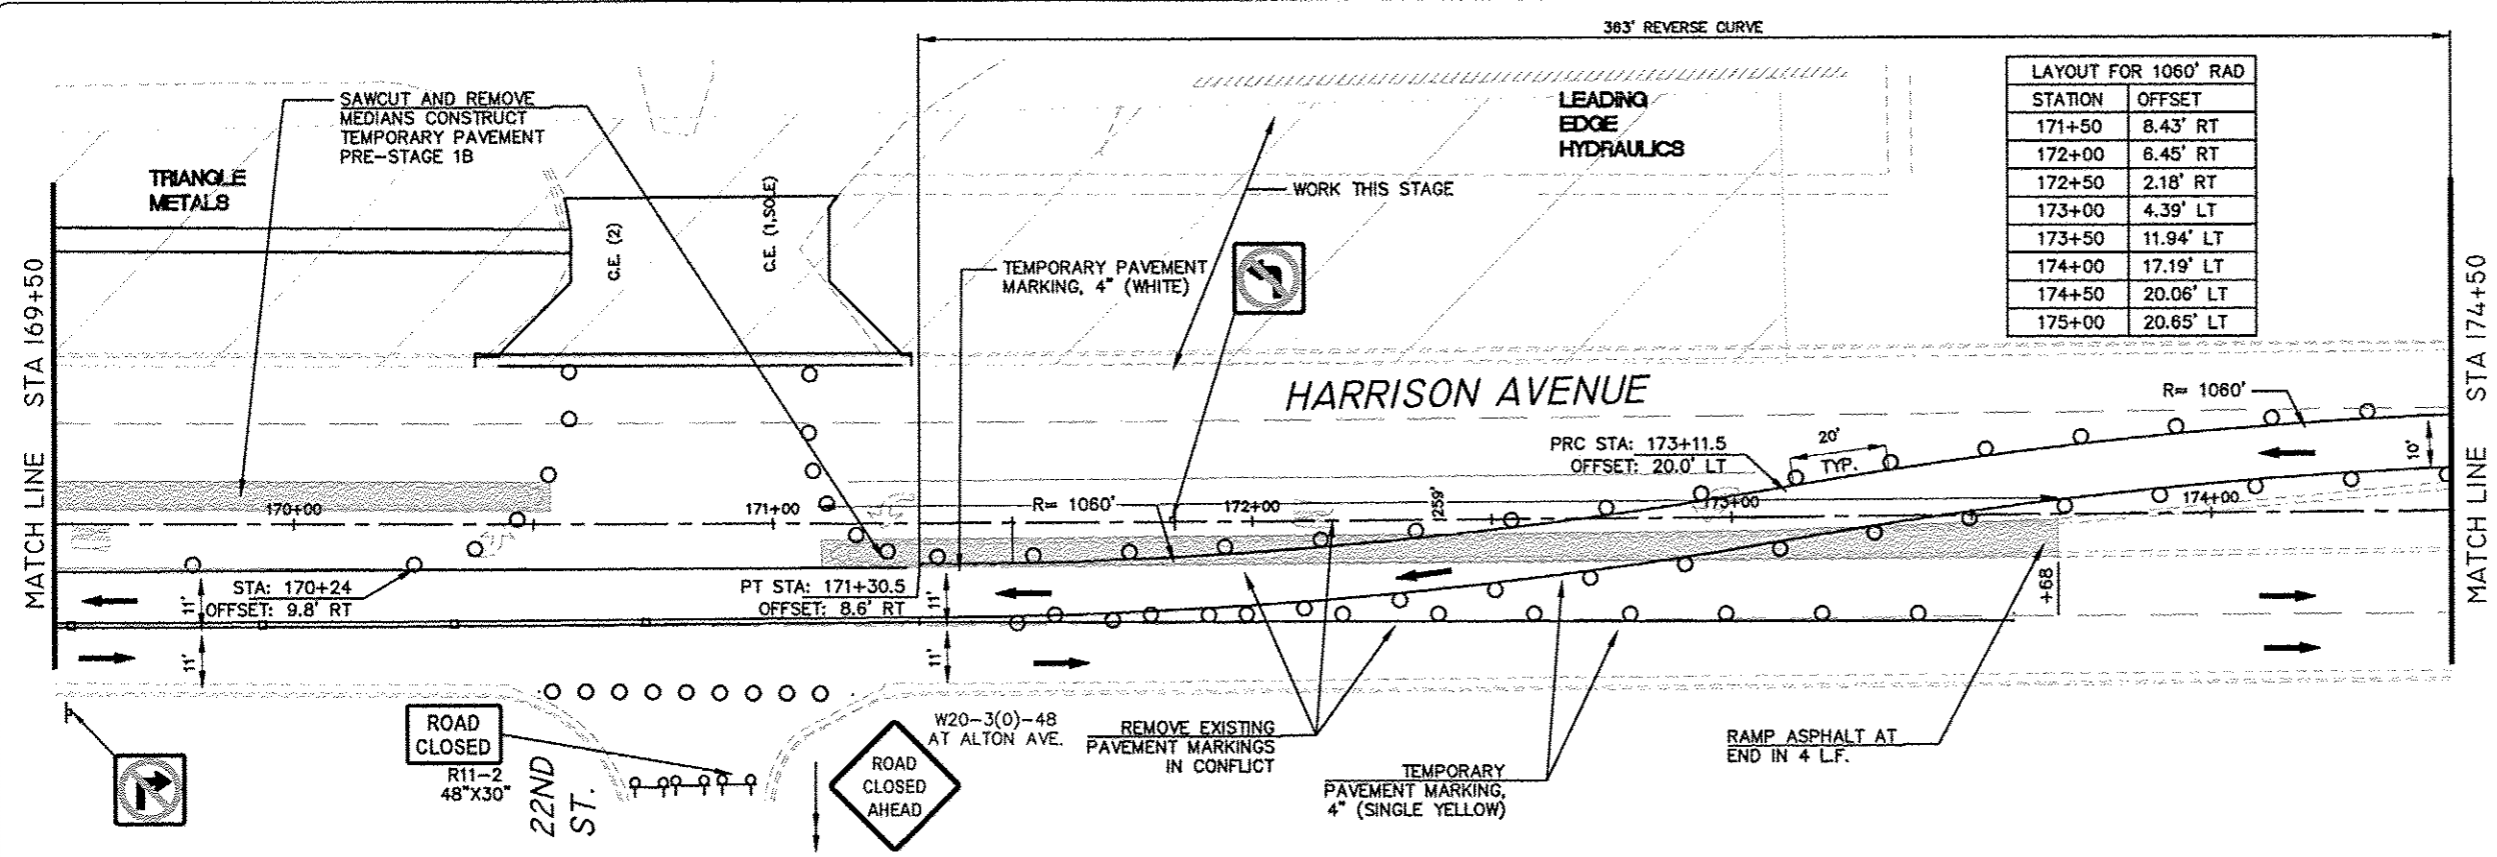 363' REVERSE CURVE
LAYOUT FOR 1060' RAD
STATION OFFSET
171+50 8.43' RT
172+00 6.45' RT
172+50 2.18' RT
173+00 4.39' LT
173+50 11.94' LT
174+00 17.19' LT
174+50 20.06' LT
175+00 20.65' LT
SAWCUT AND REMOVE
MEDIANS CONSTRUCT
TEMPORARY PAVEMENT
PRE-STAGE 1B
LEADING
EDGE
HYDRAULICS
TRIANGLE
METALS
WORK THIS STAGE
C.E. (2)
C.E. (1,SOLE)
TEMPORARY PAVEMENT
MARKING, 4" (WHITE)
MATCH LINE STA 169+50
MATCH LINE STA 174+50
HARRISON AVENUE
R= 1060'
PRC STA: 173+11.5
OFFSET: 20.0' LT
20'
TYP.
10'
R= 1060'
1259'
170+00
171+00
172+00
173+00
174+00
STA: 170+24
OFFSET: 9.8' RT
PT STA: 171+30.5
OFFSET: 8.6' RT
11'
11'
11'
11'
+68
ROAD
CLOSED
R11-2
48"X30"
22ND
ST.
W20-3(O)-48
AT ALTON AVE.
ROAD
CLOSED
AHEAD
REMOVE EXISTING
PAVEMENT MARKINGS
IN CONFLICT
TEMPORARY
PAVEMENT MARKING,
4" (SINGLE YELLOW)
RAMP ASPHALT AT
END IN 4 L.F.